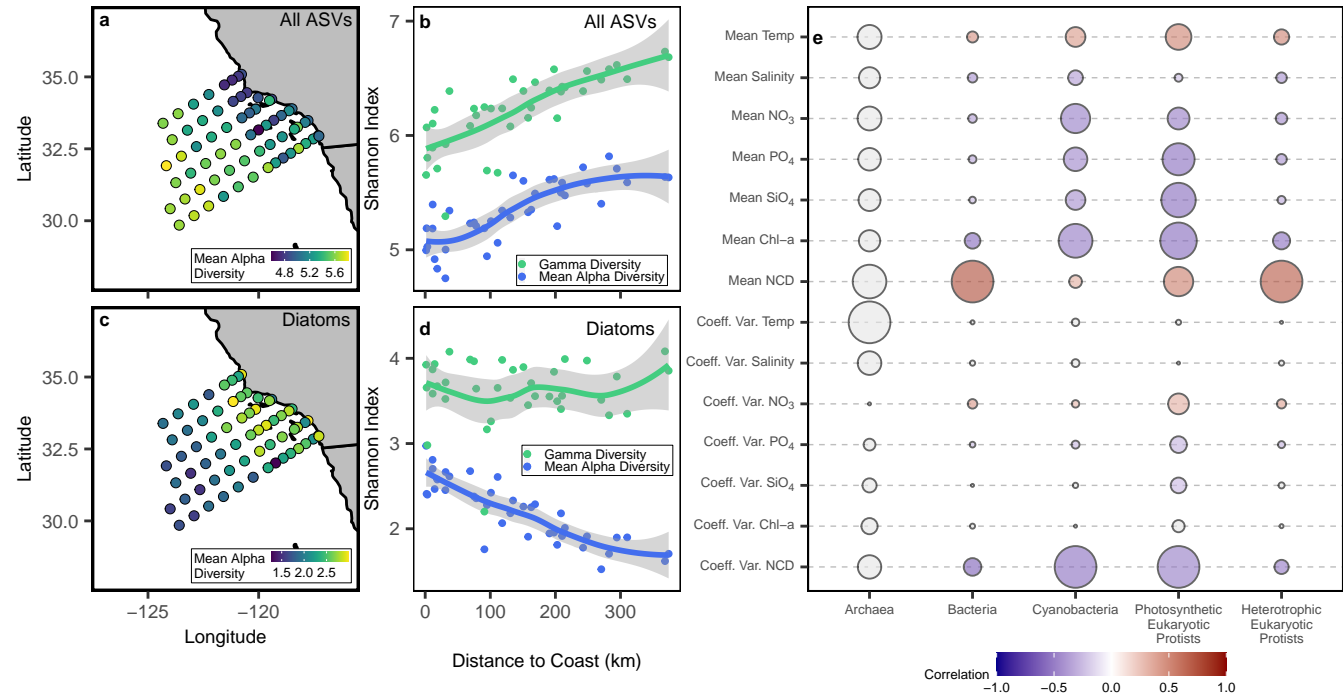 a
All ASVs
35.0
32.5
30.0
Latitude
Mean Alpha
Diversity
4.8 5.2 5.6
b
All ASVs
7
6
5
Shannon Index
Gamma Diversity
Mean Alpha Diversity
c
Diatoms
35.0
32.5
30.0
Latitude
Mean Alpha
Diversity
1.5 2.0 2.5
−125 −120
Longitude
d
Diatoms
4
3
2
Shannon Index
Gamma Diversity
Mean Alpha Diversity
0 100 200 300
Distance to Coast (km)
e
Mean Temp
Mean Salinity
Mean NO₃
Mean PO₄
Mean SiO₄
Mean Chl−a
Mean NCD
Coeff. Var. Temp
Coeff. Var. Salinity
Coeff. Var. NO₃
Coeff. Var. PO₄
Coeff. Var. SiO₄
Coeff. Var. Chl−a
Coeff. Var. NCD
Archaea
Bacteria
Cyanobacteria
Photosynthetic
Eukaryotic
Protists
Heterotrophic
Eukaryotic
Protists
Correlation
−1.0 −0.5 0.0 0.5 1.0